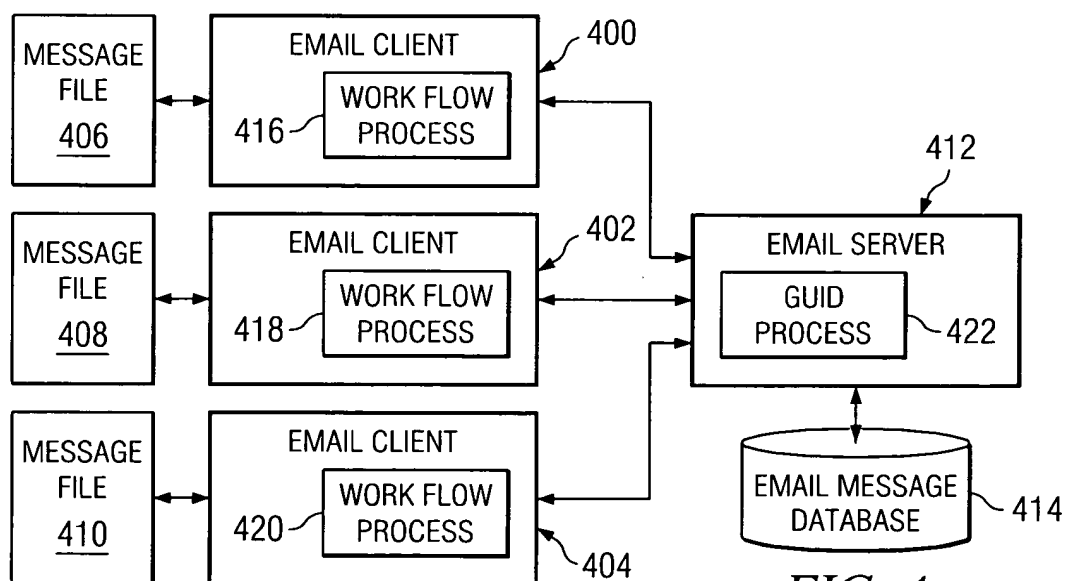 MESSAGE
FILE
406
EMAIL CLIENT
WORK FLOW
PROCESS
416
400
MESSAGE
FILE
408
EMAIL CLIENT
WORK FLOW
PROCESS
418
402
MESSAGE
FILE
410
EMAIL CLIENT
WORK FLOW
PROCESS
420
404
412
EMAIL SERVER
GUID
PROCESS
422
EMAIL MESSAGE
DATABASE
414